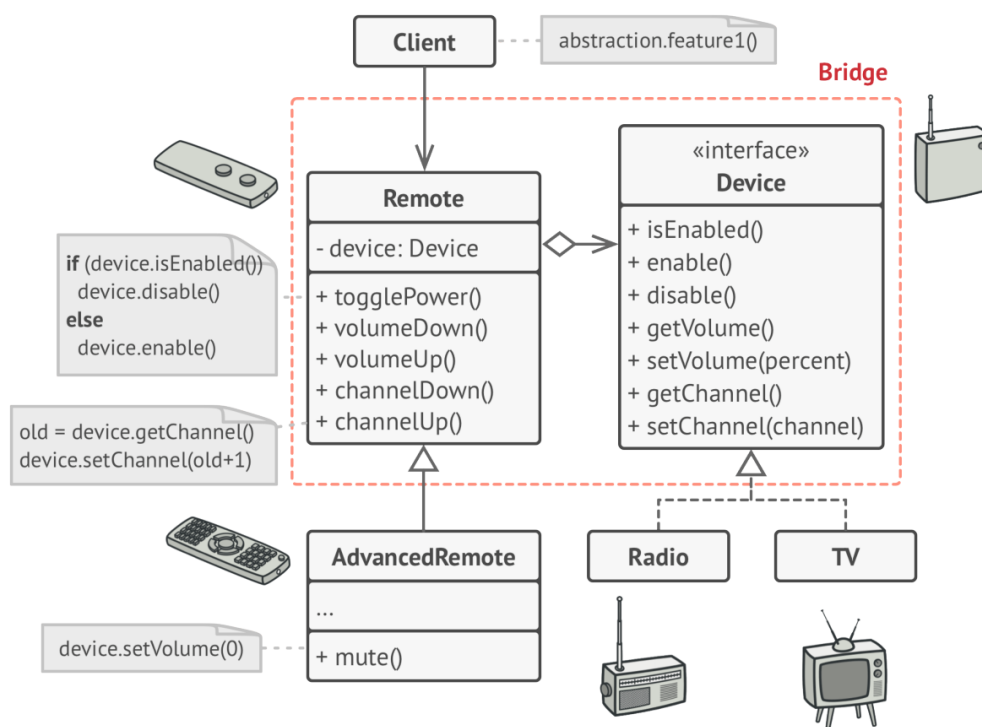 Client
abstraction.feature1()
Bridge
Remote
- device: Device
+ togglePower()
+ volumeDown()
+ volumeUp()
+ channelDown()
+ channelUp()
«interface»
Device
+ isEnabled()
+ enable()
+ disable()
+ getVolume()
+ setVolume(percent)
+ getChannel()
+ setChannel(channel)
if (device.isEnabled())
device.disable()
else
device.enable()
old = device.getChannel()
device.setChannel(old+1)
AdvancedRemote
...
+ mute()
device.setVolume(0)
Radio
TV